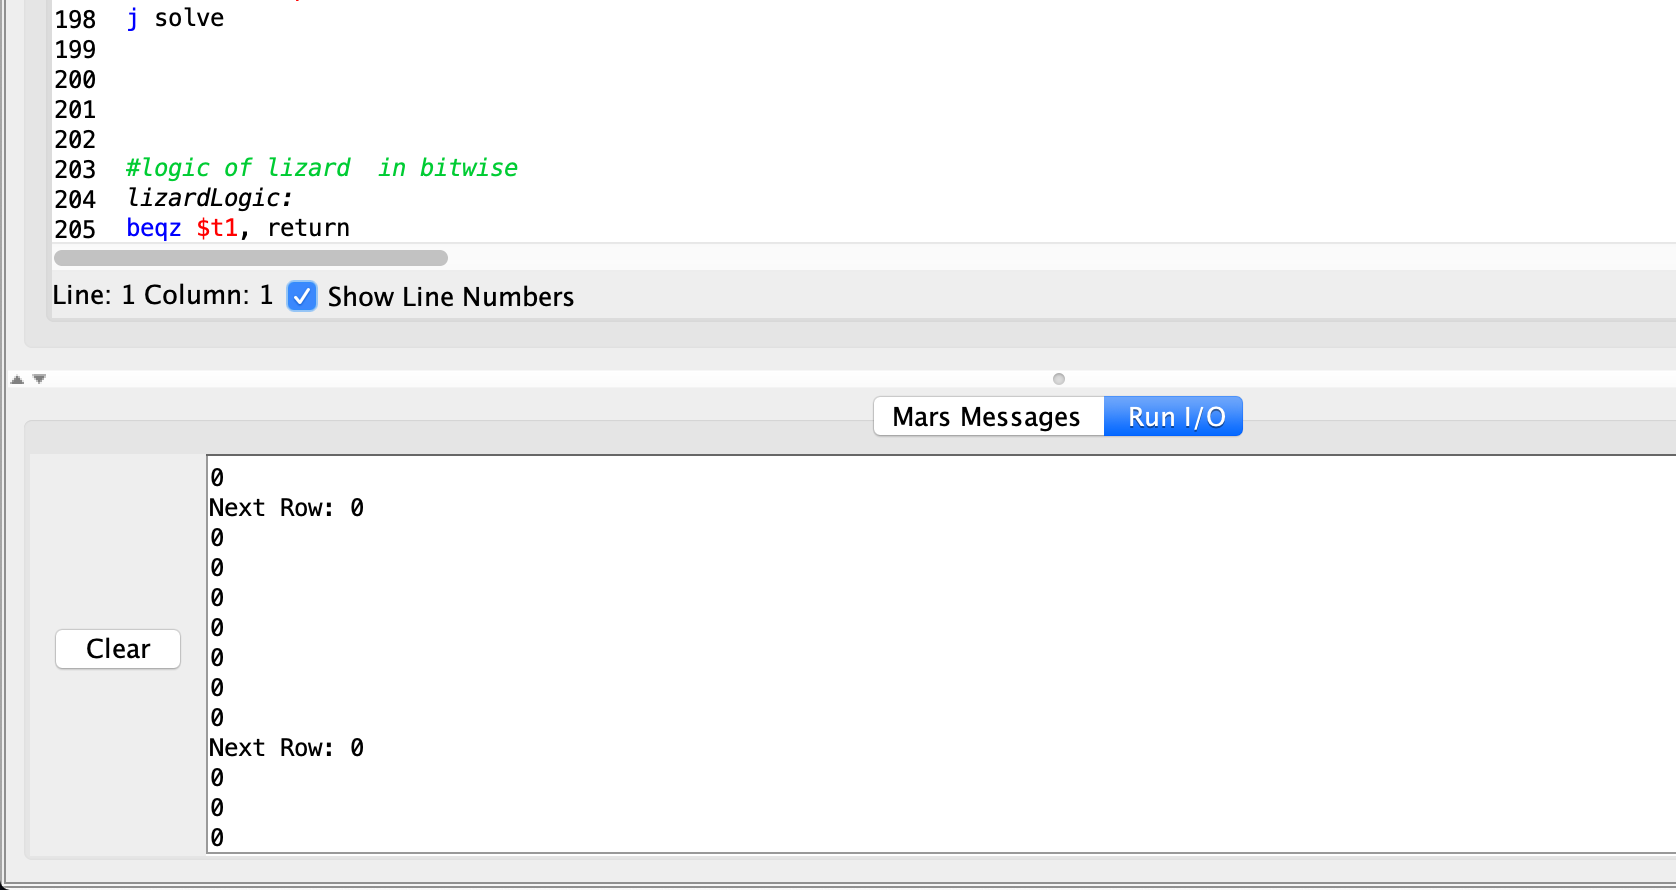 198 j solve
199
200
201
202
203 #logic of lizard  in bitwise
204 lizardLogic:
205 beqz $t1, return
Line: 1 Column: 1 Show Line Numbers
Mars Messages Run I/O
0
Next Row: 0
0
0
0
0
0
0
0
Next Row: 0
0
0
0
Clear